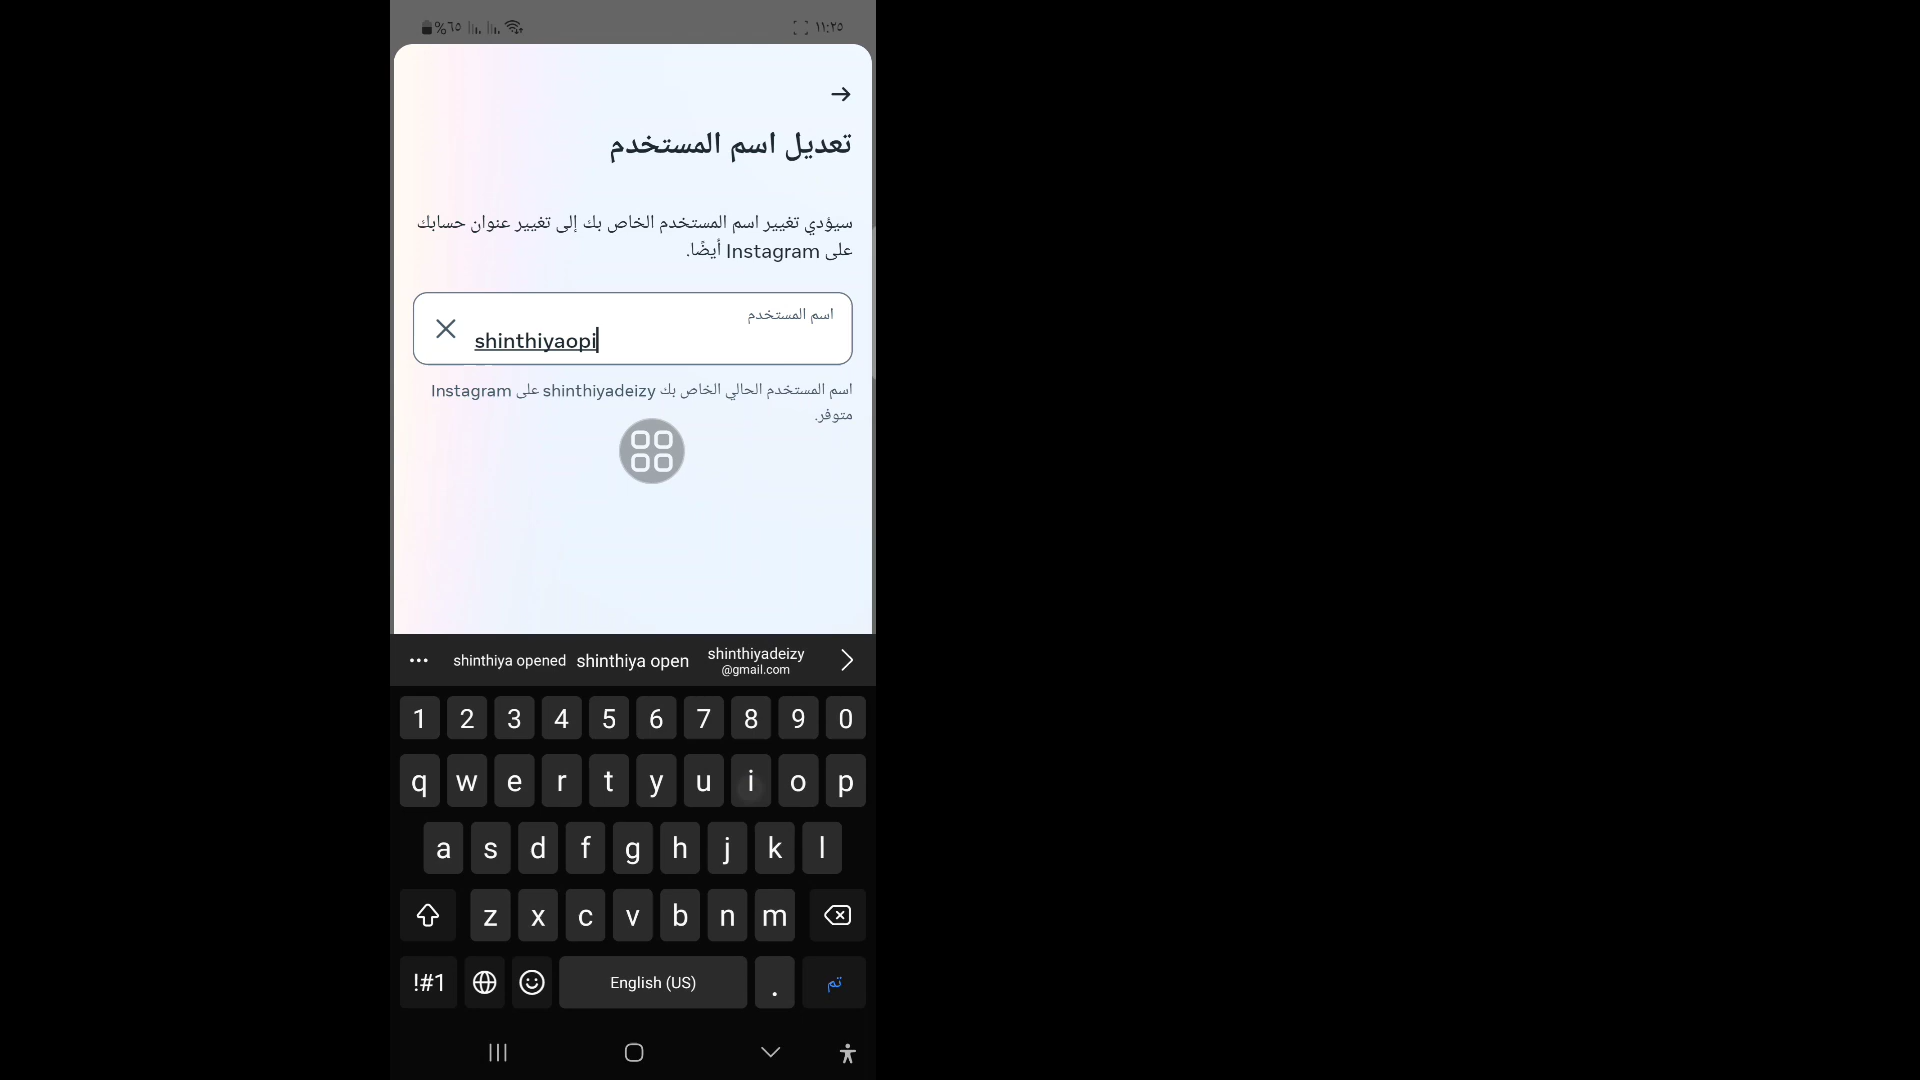 %٦٥ ١١:٢٥
تعديل اسم المستخدم
سيؤدي تغيير اسم المستخدم الخاص بك إلى تغيير عنوان حسابك
على Instagram أيضًا.
اسم المستخدم
shinthiyaopi
اسم المستخدم الحالي الخاص بك shinthiyadeizy على Instagram
متوفر.
shinthiya opened shinthiya open shinthiyadeizy
@gmail.com
1 2 3 4 5 6 7 8 9 0
q w e r t y u i o p
a s d f g h j k l
z x c v b n m
!#1 English (US) . تم